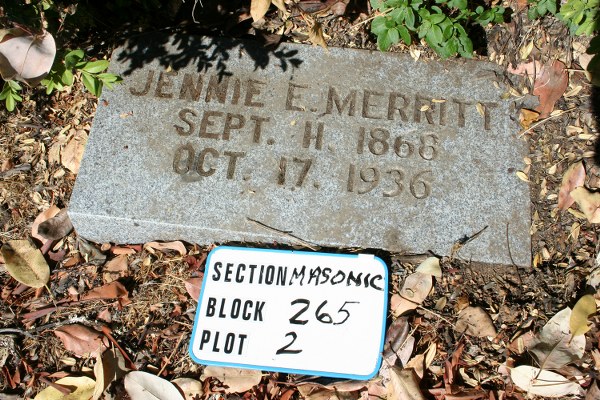 JENNIE E. MERRITT
SEPT. 11. 1868
OCT. 17. 1936
SECTION MASONIC
BLOCK 265
PLOT 2